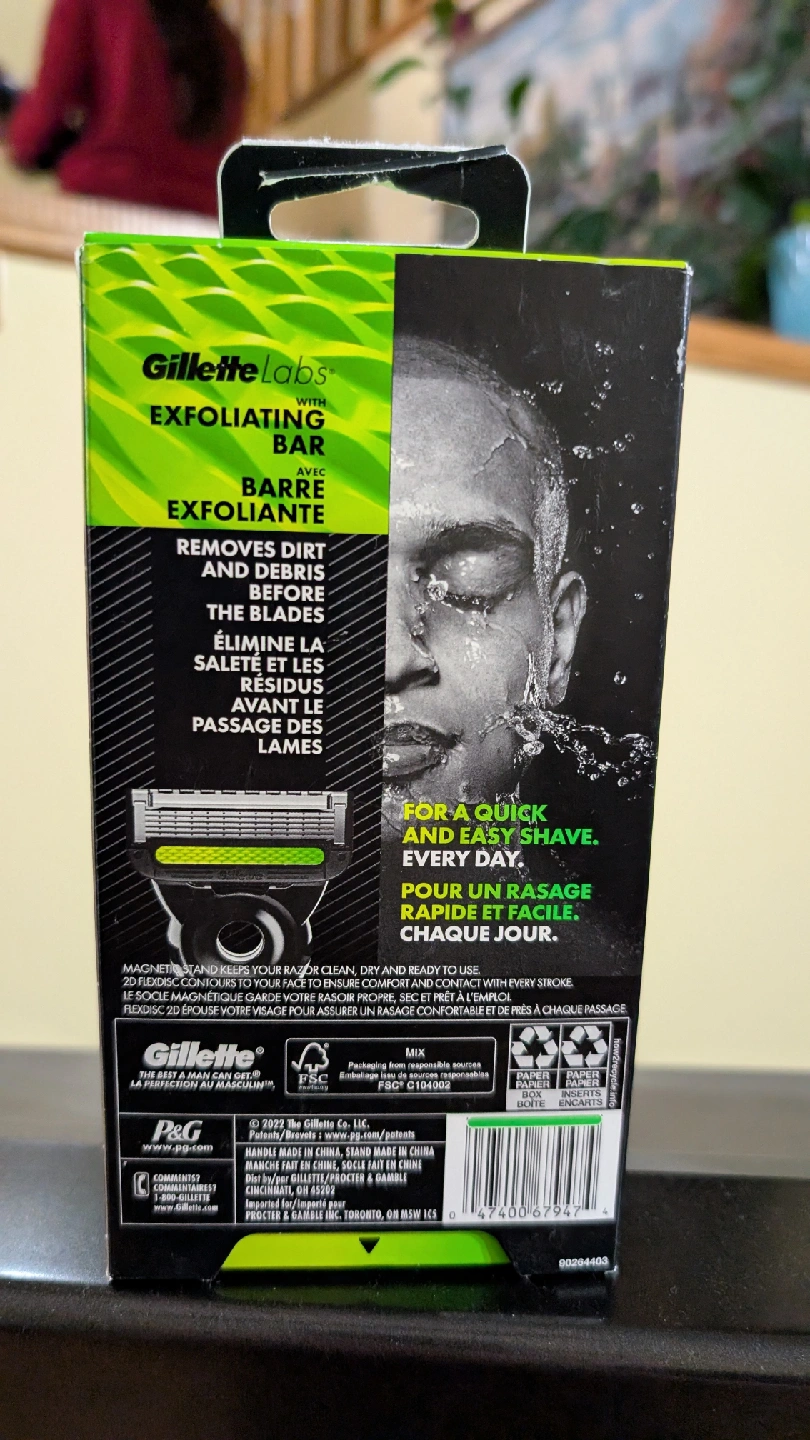 Gillette Labs®
WITH
EXFOLIATING
BAR
AVEC
BARRE
EXFOLIANTE
REMOVES DIRT
AND DEBRIS
BEFORE
THE BLADES
ÉLIMINE LA
SALETÉ ET LES
RÉSIDUS
AVANT LE
PASSAGE DES
LAMES
FOR A QUICK
AND EASY SHAVE.
EVERY DAY.
POUR UN RASAGE
RAPIDE ET FACILE.
CHAQUE JOUR.
MAGNETIC STAND KEEPS YOUR RAZOR CLEAN, DRY AND READY TO USE.
2D FLEXDISC CONTOURS TO YOUR FACE TO ENSURE COMFORT AND CONTACT WITH EVERY STROKE.
LE SOCLE MAGNÉTIQUE GARDE VOTRE RASOIR PROPRE, SEC ET PRÊT À L'EMPLOI.
FLEXDISC 2D ÉPOUSE VOTRE VISAGE POUR ASSURER UN RASAGE CONFORTABLE ET DE PRÈS À CHAQUE PASSAGE.
Gillette®
THE BEST A MAN CAN GET.®
LA PERFECTION AU MASCULIN™.
FSC
MIX
Packaging from responsible sources
Emballage issu de sources responsables
FSC® C104002
PAPER
PAPIER
BOX
BOÎTE
PAPER
PAPIER
INSERTS
ENCARTS
how2recycle.info
P&G
www.pg.com
COMMENTS?
COMMENTAIRES?
1-800-GILLETTE
www.Gillette.com
© 2022 The Gillette Co. LLC.
Patents/Brevets : www.pg.com/patents
HANDLE MADE IN CHINA, STAND MADE IN CHINA
MANCHE FAIT EN CHINE, SOCLE FAIT EN CHINE
Dist by/par GILLETTE/PROCTER & GAMBLE
CINCINNATI, OH 45202
Imported for/Importé pour
PROCTER & GAMBLE INC. TORONTO, ON M5W 1C5
0 47400 67947 4
90264403